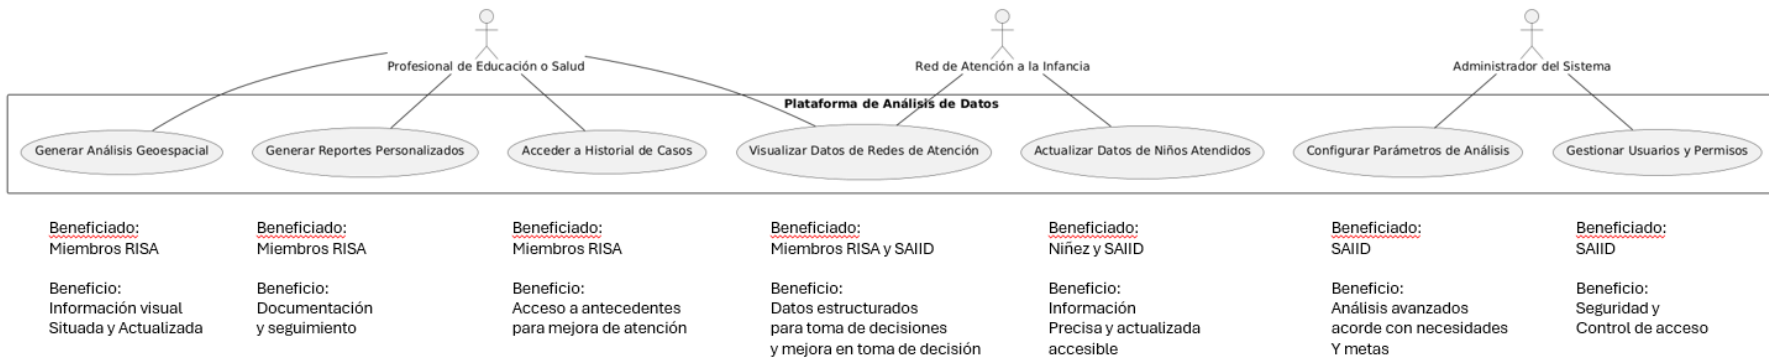 Profesional de Educación o Salud
Red de Atención a la Infancia
Administrador del Sistema
Plataforma de Análisis de Datos
Generar Análisis Geoespacial
Generar Reportes Personalizados
Acceder a Historial de Casos
Visualizar Datos de Redes de Atención
Actualizar Datos de Niños Atendidos
Configurar Parámetros de Análisis
Gestionar Usuarios y Permisos
Beneficiado:
Miembros RISA
Beneficio:
Información visual
Situada y Actualizada
Beneficiado:
Miembros RISA
Beneficio:
Documentación
y seguimiento
Beneficiado:
Miembros RISA
Beneficio:
Acceso a antecedentes
para mejora de atención
Beneficiado:
Miembros RISA y SAIID
Beneficio:
Datos estructurados
para toma de decisiones
y mejora en toma de decisión
Beneficiado:
Niñez y SAIID
Beneficio:
Información
Precisa y actualizada
accesible
Beneficiado:
SAIID
Beneficio:
Análisis avanzados
acorde con necesidades
Y metas
Beneficiado:
SAIID
Beneficio:
Seguridad y
Control de acceso